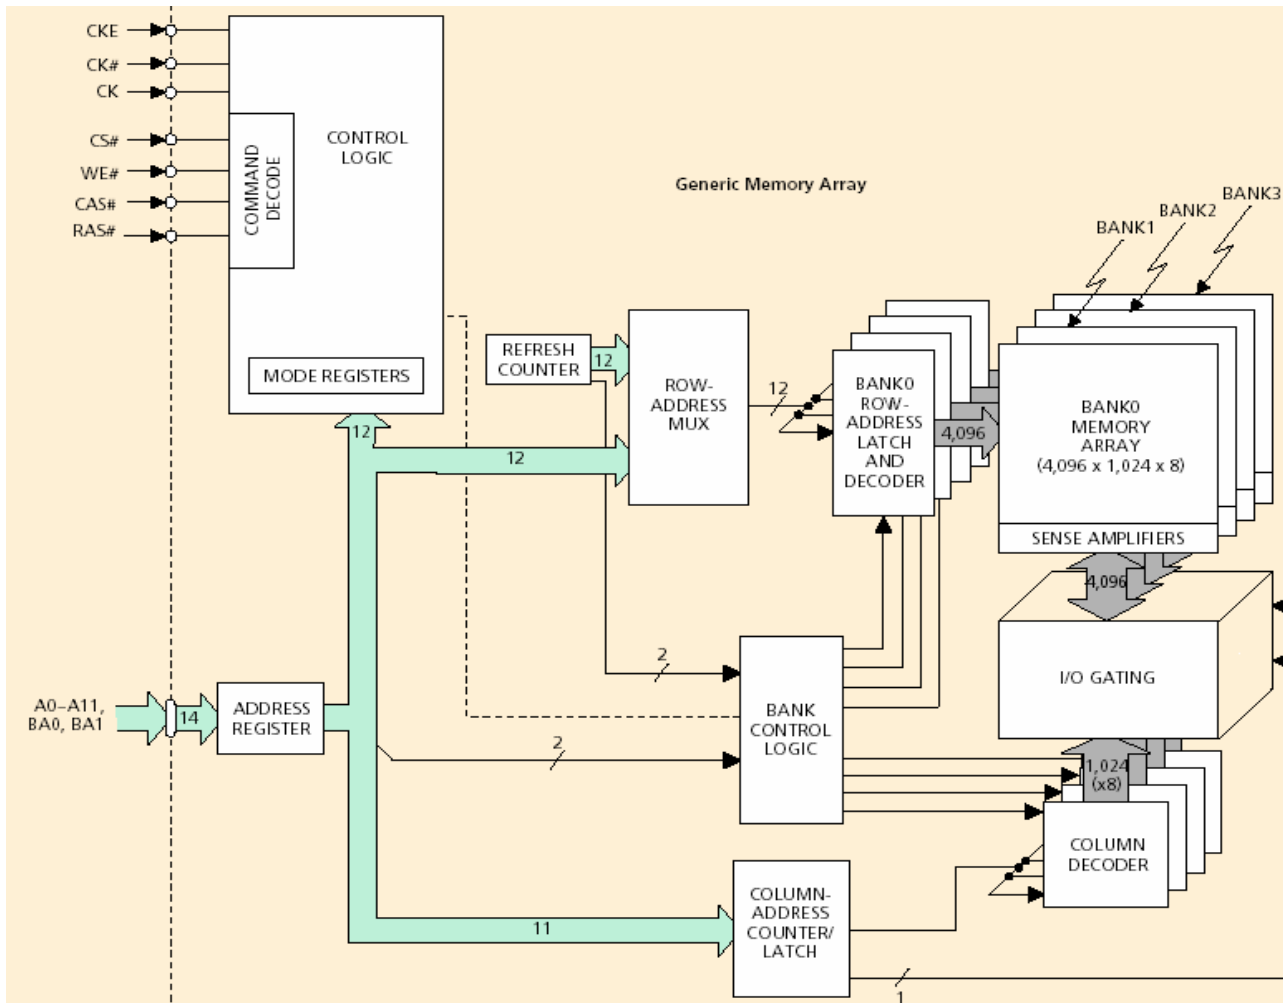 CKE
CK#
CK
CS#
WE#
CAS#
RAS#
COMMAND
DECODE
CONTROL
LOGIC
MODE REGISTERS
Generic Memory Array
BANK3
BANK2
BANK1
REFRESH
COUNTER
12
ROW-
ADDRESS
MUX
12
BANK0
ROW-
ADDRESS
LATCH
AND
DECODER
4,096
BANK0
MEMORY
ARRAY
(4,096 x 1,024 x 8)
SENSE AMPLIFIERS
12
12
4,096
I/O GATING
2
A0–A11,
BA0, BA1
14
ADDRESS
REGISTER
BANK
CONTROL
LOGIC
2
1,024
(x8)
COLUMN
DECODER
COLUMN-
ADDRESS
COUNTER/
LATCH
11
1